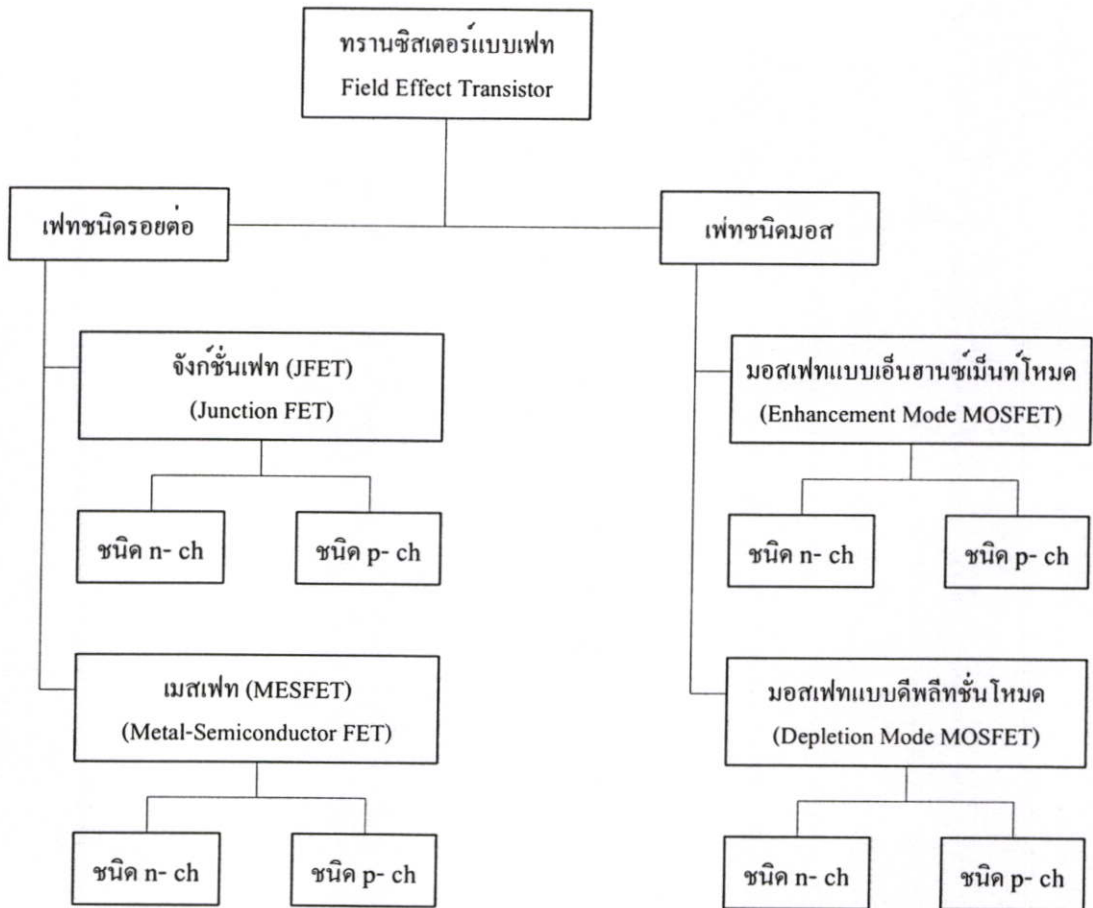 ทรานซิสเตอร์แบบเฟท
Field Effect Transistor
เฟทชนิดรอยต่อ
เฟทชนิดมอส
จังก์ชั่นเฟท (JFET)
(Junction FET)
ชนิด n- ch
ชนิด p- ch
เมสเฟท (MESFET)
(Metal-Semiconductor FET)
ชนิด n- ch
ชนิด p- ch
มอสเฟทแบบเอ็นฮานซ์เม็นท์โหมด
(Enhancement Mode MOSFET)
ชนิด n- ch
ชนิด p- ch
มอสเฟทแบบดีพลีทชั่นโหมด
(Depletion Mode MOSFET)
ชนิด n- ch
ชนิด p- ch